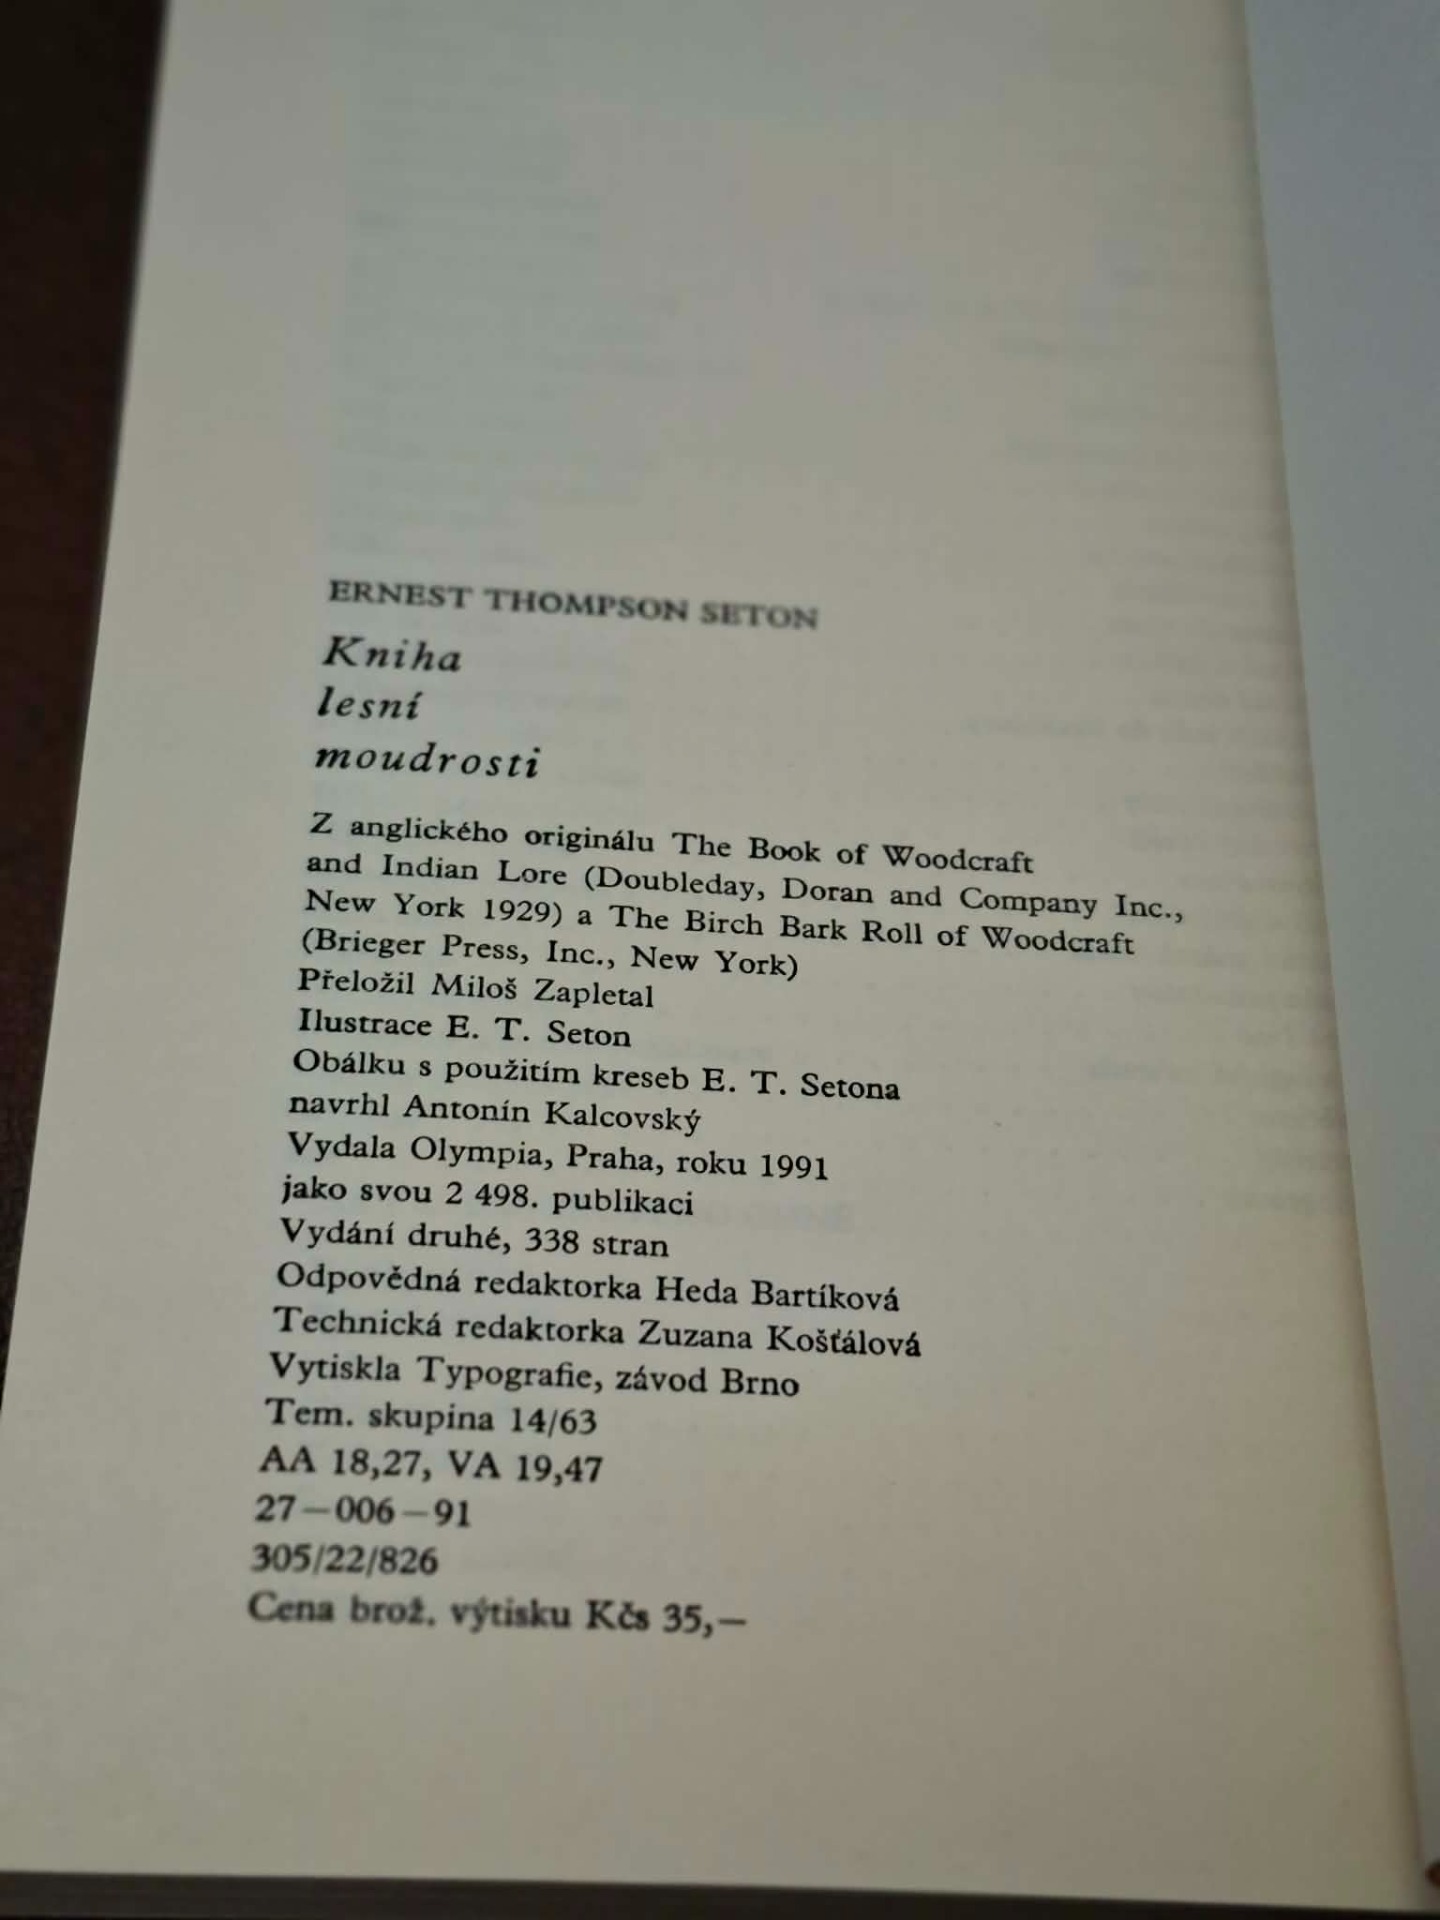 ERNEST THOMPSON SETON
Kniha
lesní
moudrosti
Z anglického originálu The Book of Woodcraft
and Indian Lore (Doubleday, Doran and Company Inc.,
New York 1929) a The Birch Bark Roll of Woodcraft
(Brieger Press, Inc., New York)
Přeložil Miloš Zapletal
Ilustrace E. T. Seton
Obálku s použitím kreseb E. T. Setona
navrhl Antonín Kalcovský
Vydala Olympia, Praha, roku 1991
jako svou 2 498. publikaci
Vydání druhé, 338 stran
Odpovědná redaktorka Heda Bartíková
Technická redaktorka Zuzana Košťálová
Vytiskla Typografie, závod Brno
Tem. skupina 14/63
AA 18,27, VA 19,47
27—006—91
305/22/826
Cena brož. výtisku Kčs 35,—